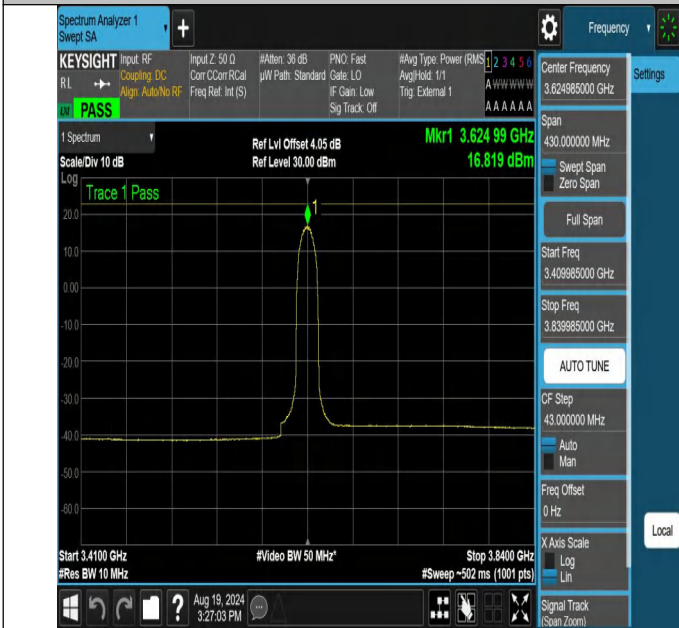 Spectrum Analyzer 1
Swept SA
+
Frequency
KEYSIGHT
RL
PASS
Input: RF
Coupling: DC
Align: Auto/No RF
Input Z: 50 Ω
Corr CCorr RCal
Freq Ref: Int (S)
#Atten: 36 dB
µW Path: Standard
PNO: Fast
Gate: LO
IF Gain: Low
Sig Track: Off
#Avg Type: Power (RMS
Avg|Hold: 1/1
Trig: External 1
1 2 3 4 5 6
A W W W W W
A A A A A A
1 Spectrum
Scale/Div 10 dB
Ref Lvl Offset 4.05 dB
Ref Level 30.00 dBm
Mkr1 3.624 99 GHz
16.819 dBm
Log
Trace 1 Pass
1
20.0
10.0
0.00
-10.0
-20.0
-30.0
-40.0
-50.0
-60.0
Start 3.4100 GHz
#Res BW 10 MHz
#Video BW 50 MHz*
Stop 3.8400 GHz
#Sweep ~502 ms (1001 pts)
Center Frequency
3.624985000 GHz
Settings
Span
430.000000 MHz
Swept Span
Zero Span
Full Span
Start Freq
3.409985000 GHz
Stop Freq
3.839985000 GHz
AUTO TUNE
CF Step
43.000000 MHz
Auto
Man
Freq Offset
0 Hz
Local
X Axis Scale
Log
Lin
Signal Track
(Span Zoom)
?
Aug 19, 2024
3:27:03 PM